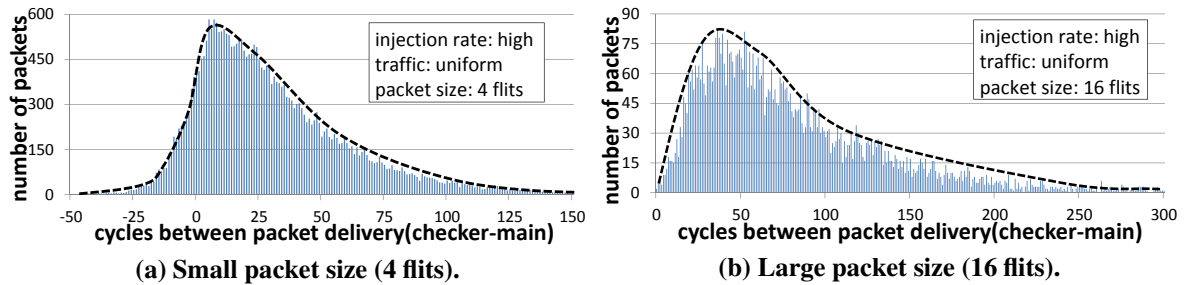 600
450
300
150
0
number of packets
injection rate: high
traffic: uniform
packet size: 4 flits
-50 -25 0 25 50 75 100 125 150
cycles between packet delivery(checker-main)
(a) Small packet size (4 flits).
90
75
60
45
30
15
0
number of packets
injection rate: high
traffic: uniform
packet size: 16 flits
0 50 100 150 200 250 300
cycles between packet delivery(checker-main)
(b) Large packet size (16 flits).